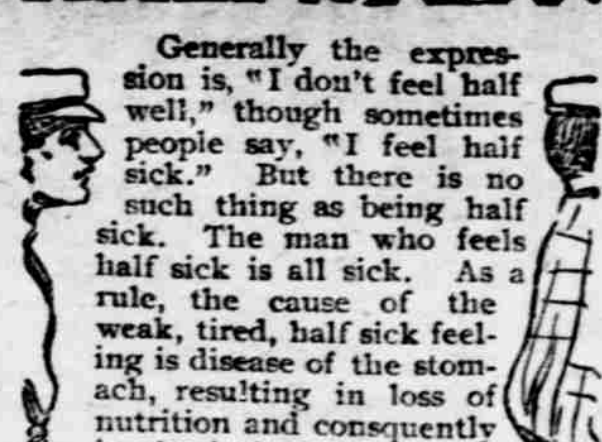 Generally the expres-
sion is, "I don't feel half
well," though sometimes
people say, "I feel half
sick." But there is no
such thing as being half
sick. The man who feels
half sick is all sick. As a
rule, the cause of the
weak, tired, half sick feel-
ing is disease of the stom-
ach, resulting in loss of
nutrition and consquently